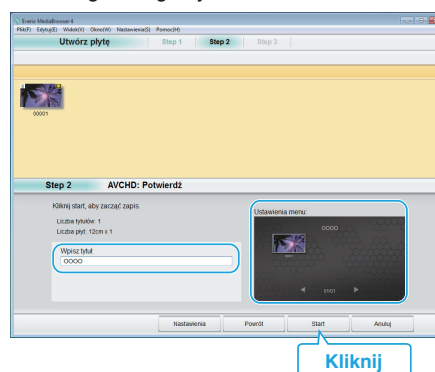 Everio MediaBrowser 4
Plik(F) Edytuj(E) Widok(V) Okno(W) Nastawienia(S) Pomoc(H)
Utwórz płytę Step 1 Step 2 Step 3
00001
Step 2 AVCHD: Potwierdź
Kliknij start, aby zacząć zapis.
Liczba tytułów: 1
Liczba płyt: 12cm x 1
Wpisz tytuł:
OOOO
Ustawienia menu:
OOOO
01/01
Nastawienia Powrót Start Anuluj
Kliknij